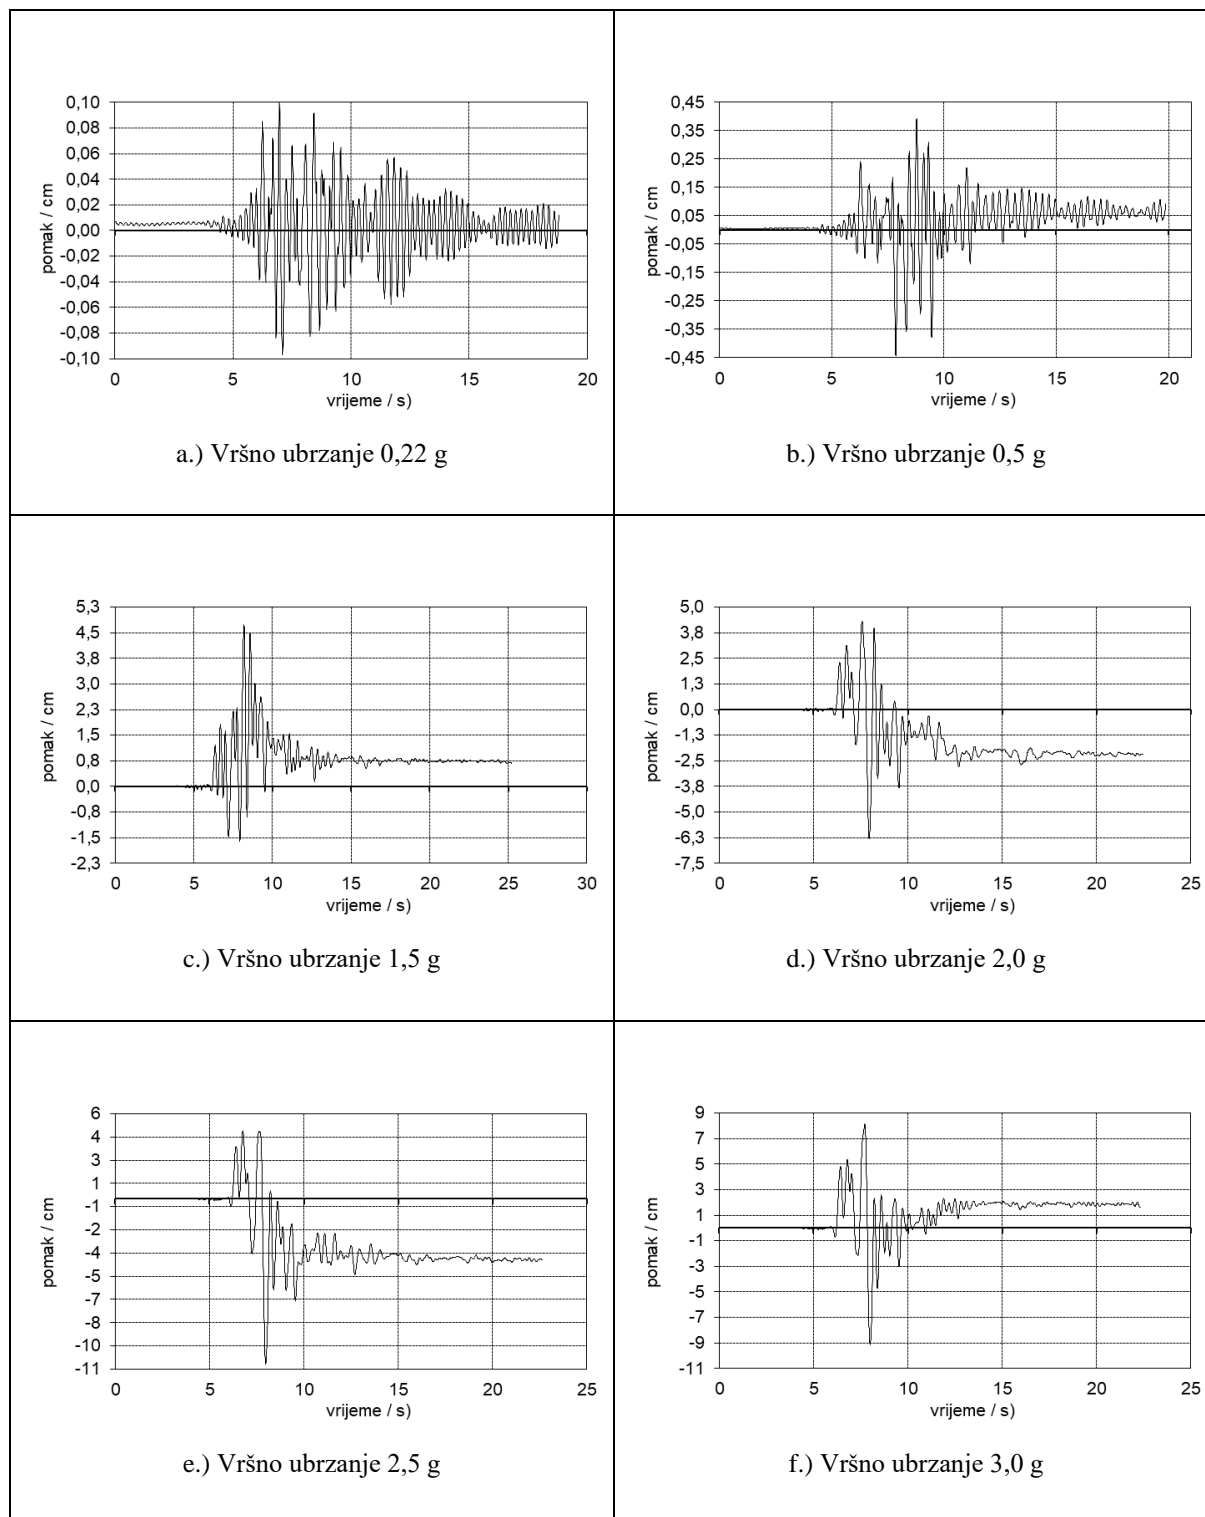 0,10
0,08
0,06
0,04
0,02
0,00
-0,02
-0,04
-0,06
-0,08
-0,10
pomak / cm
0 5 10 15 20
vrijeme / s)
a.) Vršno ubrzanje 0,22 g
0,45
0,35
0,25
0,15
0,05
-0,05
-0,15
-0,25
-0,35
-0,45
pomak / cm
0 5 10 15 20
vrijeme / s)
b.) Vršno ubrzanje 0,5 g
5,3
4,5
3,8
3,0
2,3
1,5
0,8
0,0
-0,8
-1,5
-2,3
pomak / cm
0 5 10 15 20 25 30
vrijeme / s)
c.) Vršno ubrzanje 1,5 g
5,0
3,8
2,5
1,3
0,0
-1,3
-2,5
-3,8
-5,0
-6,3
-7,5
pomak / cm
0 5 10 15 20 25
vrijeme / s)
d.) Vršno ubrzanje 2,0 g
6
4
3
1
-1
-2
-4
-5
-7
-8
-10
-11
pomak / cm
0 5 10 15 20 25
vrijeme / s)
e.) Vršno ubrzanje 2,5 g
9
7
5
3
1
-1
-3
-5
-7
-9
-11
pomak / cm
0 5 10 15 20 25
vrijeme / s)
f.) Vršno ubrzanje 3,0 g